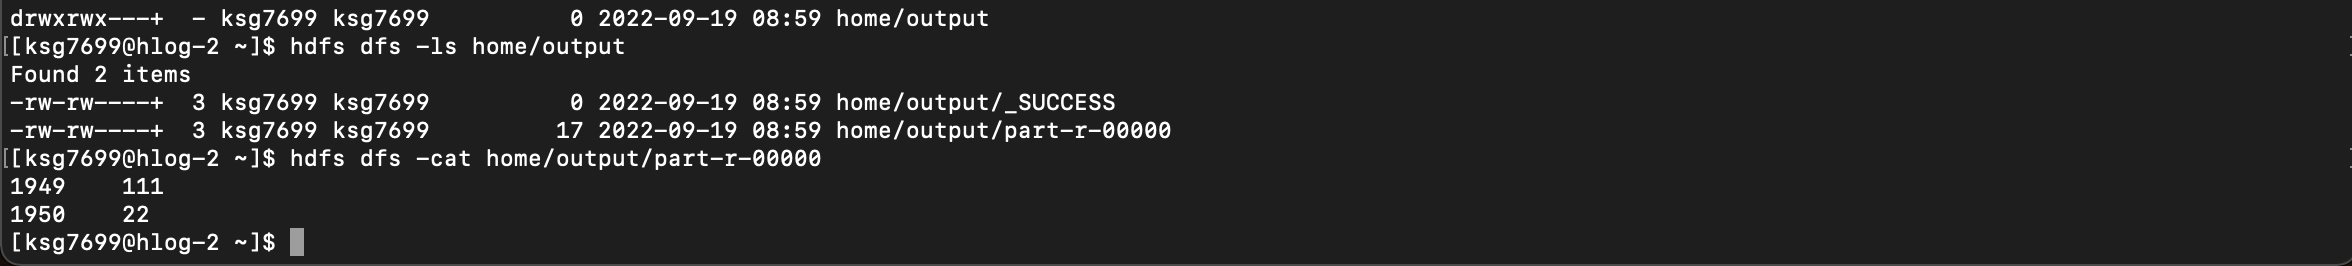 drwxrwx---+  - ksg7699 ksg7699          0 2022-09-19 08:59 home/output
[[ksg7699@hlog-2 ~]$ hdfs dfs -ls home/output
Found 2 items
-rw-rw----+  3 ksg7699 ksg7699          0 2022-09-19 08:59 home/output/_SUCCESS
-rw-rw----+  3 ksg7699 ksg7699         17 2022-09-19 08:59 home/output/part-r-00000
[[ksg7699@hlog-2 ~]$ hdfs dfs -cat home/output/part-r-00000
1949    111
1950    22
[ksg7699@hlog-2 ~]$